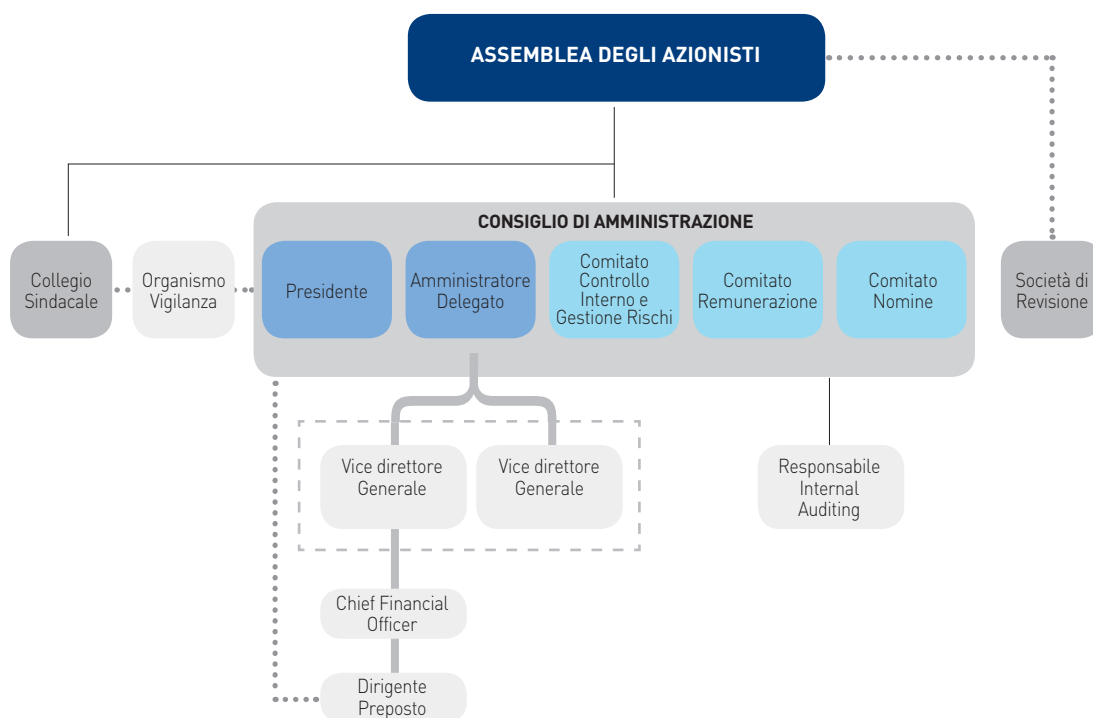 ASSEMBLEA DEGLI AZIONISTI
CONSIGLIO DI AMMINISTRAZIONE
Collegio
Sindacale
Organismo
Vigilanza
Presidente
Amministratore
Delegato
Comitato
Controllo
Interno e
Gestione Rischi
Comitato
Remunerazione
Comitato
Nomine
Società di
Revisione
Vice direttore
Generale
Vice direttore
Generale
Responsabile
Internal
Auditing
Chief Financial
Officer
Dirigente
Preposto